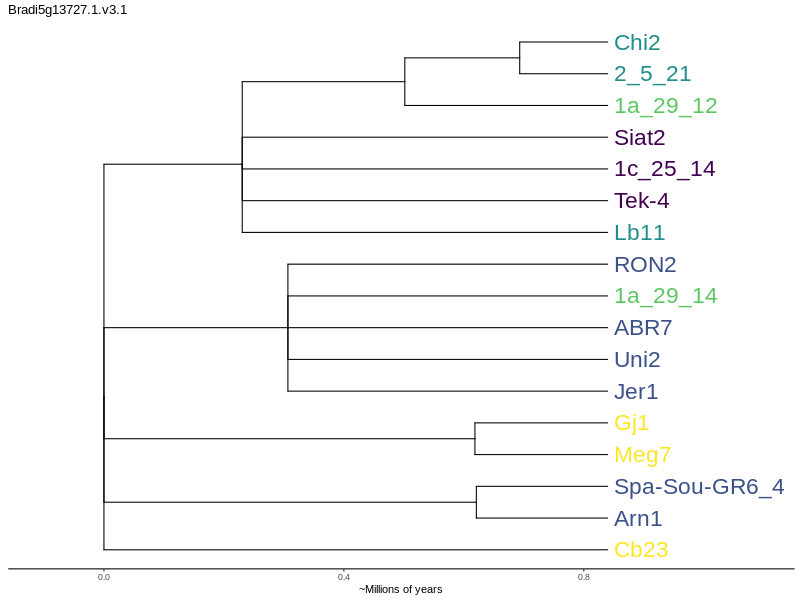 Bradi5g13727.1.v3.1
Chi2
2_5_21
1a_29_12
Siat2
1c_25_14
Tek-4
Lb11
RON2
1a_29_14
ABR7
Uni2
Jer1
Gj1
Meg7
Spa-Sou-GR6_4
Arn1
Cb23
0.0 0.4 0.8
~Millions of years